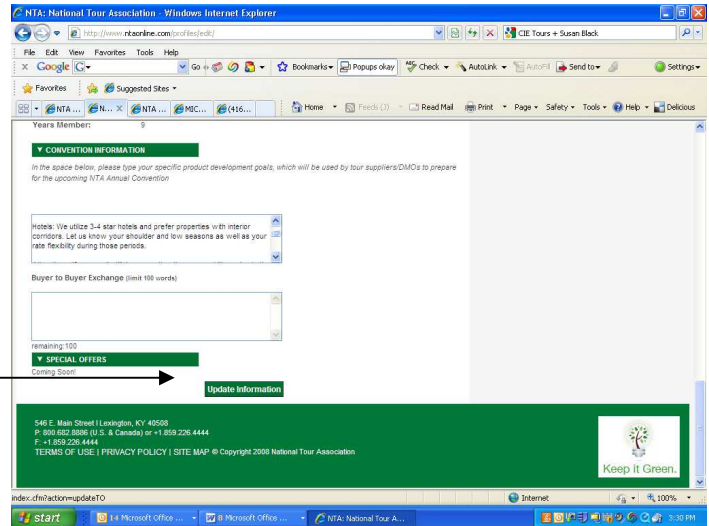 NTA: National Tour Association - Windows Internet Explorer
http://www.ntaonline.com/profiles/edit/
CIE Tours + Susan Black
File Edit View Favorites Tools Help
Google
Go
Bookmarks
Popups okay
Check
AutoLink
AutoFill
Send to
Settings
Favorites
Suggested Sites
NTA ...
N...
NTA ...
MIC...
(416...
Home
Feeds (J)
Read Mail
Print
Page
Safety
Tools
Help
Delicious
Years Member: 9
CONVENTION INFORMATION
In the space below, please type your specific product development goals, which will be used by tour suppliers/DMOs to prepare
for the upcoming NTA Annual Convention
Hotels: We utilize 3-4 star hotels and prefer properties with interior
corridors. Let us know your shoulder and low seasons as well as your
rate flexibility during those periods.
Buyer to Buyer Exchange (limit 100 words)
remaining:100
SPECIAL OFFERS
Coming Soon!
Update Information
546 E. Main Street I Lexington, KY 40508
P: 800.682.8886 (U.S. & Canada) or +1.859.226.4444
F: +1.859.226.4444
TERMS OF USE | PRIVACY POLICY | SITE MAP © Copyright 2008 National Tour Association
Keep it Green.
index.cfm?action=updateTO
Internet
100%
start
14 Microsoft Office ...
8 Microsoft Office ...
NTA: National Tour A...
3:30 PM